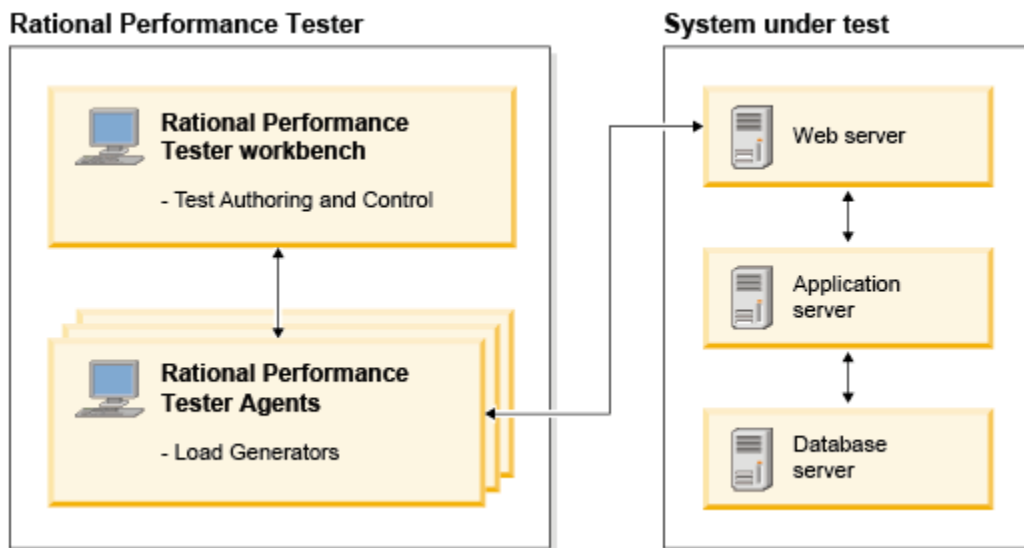 Rational Performance Tester
Rational Performance
Tester workbench
- Test Authoring and Control
Rational Performance
Tester Agents
- Load Generators
System under test
Web server
Application
server
Database
server